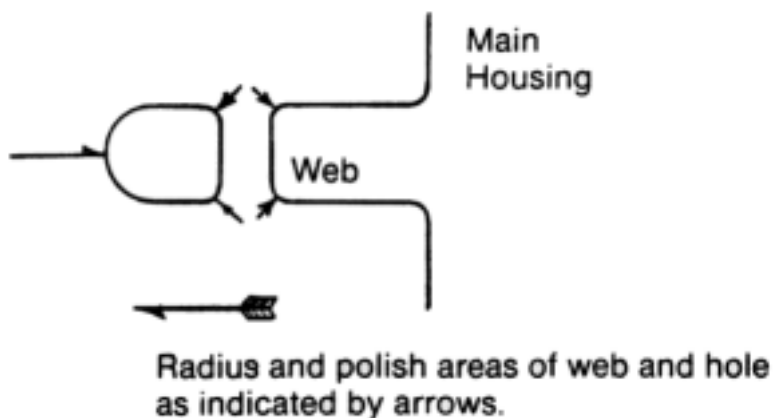 Main
Housing
Web
Radius and polish areas of web and hole
as indicated by arrows.